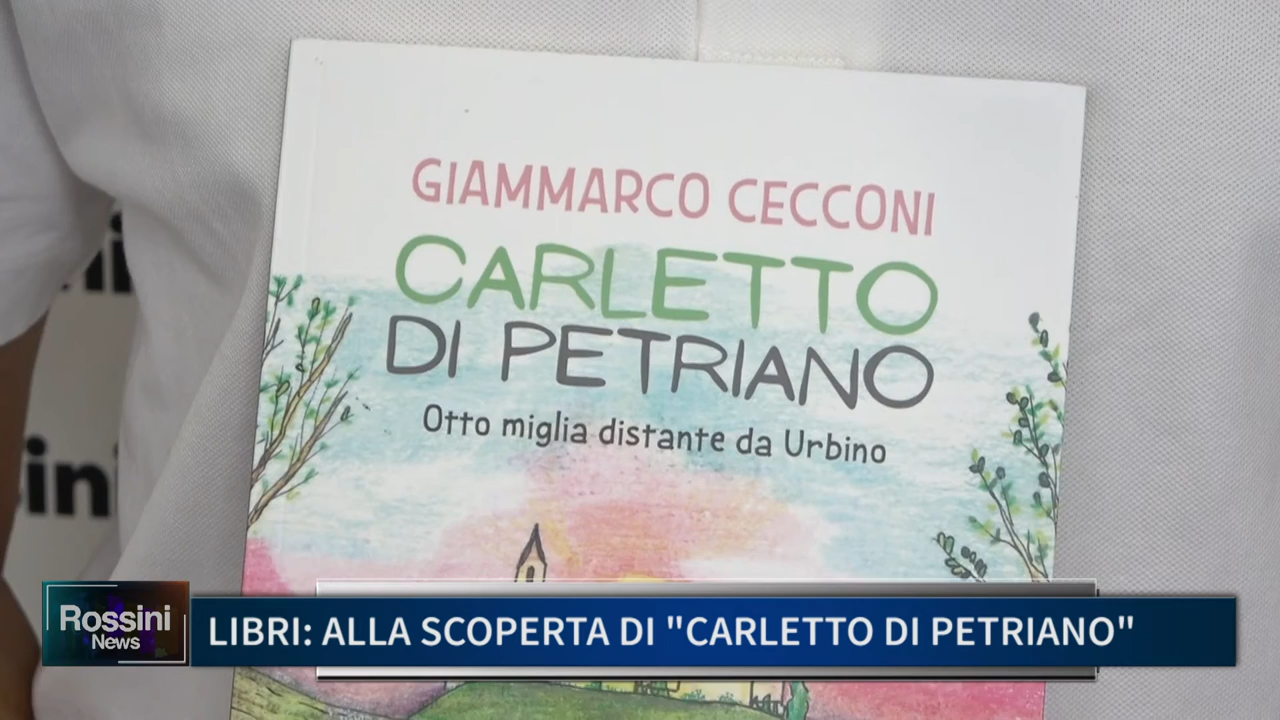 GIAMMARCO CECCONI
CARLETTO
DI PETRIANO
Otto miglia distante da Urbino
Rossini
News
LIBRI: ALLA SCOPERTA DI "CARLETTO DI PETRIANO"